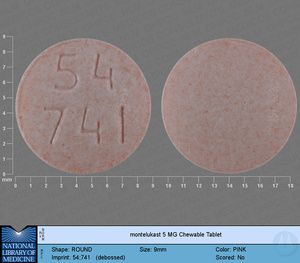 54
741
9
8
7
6
5
4
3
2
1
0
mm
0 1 2 3 4 5 6 7 8 9 10 11 12 13 14 15 16 17 18
montelukast 5 MG Chewable Tablet
NATIONAL
LIBRARY OF
MEDICINE
Shape: ROUND Size: 9mm Color: PINK
Imprint: 54;741 (debossed) Scored: No